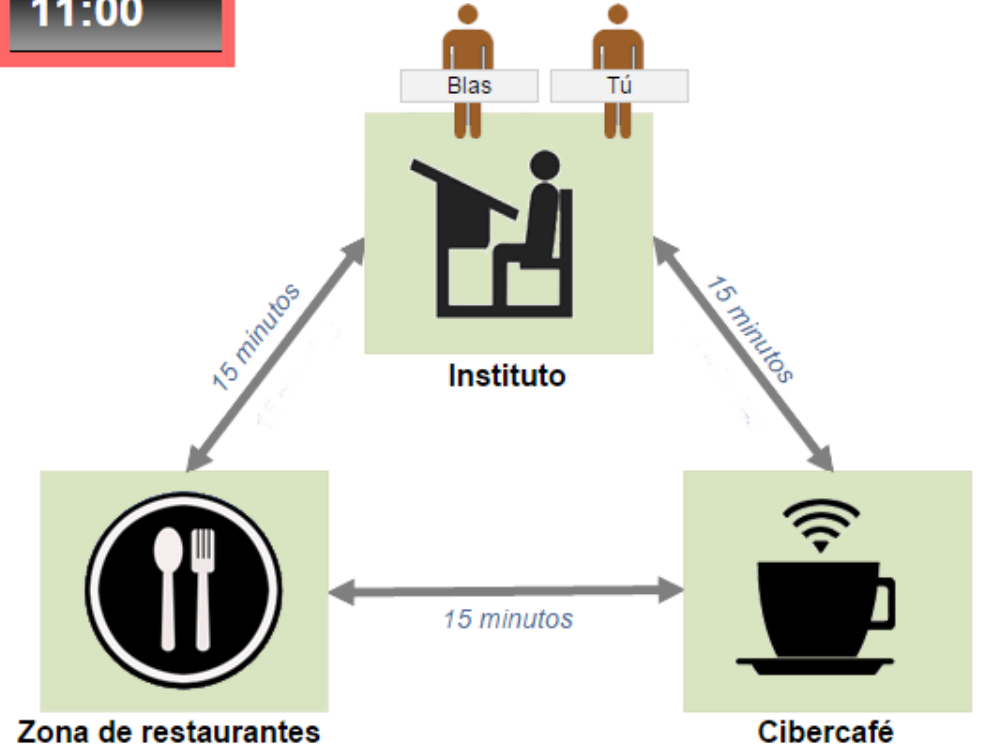 11:00
Blas
Tú
15 minutos
15 minutos
Instituto
15 minutos
Zona de restaurantes
Cibercafé